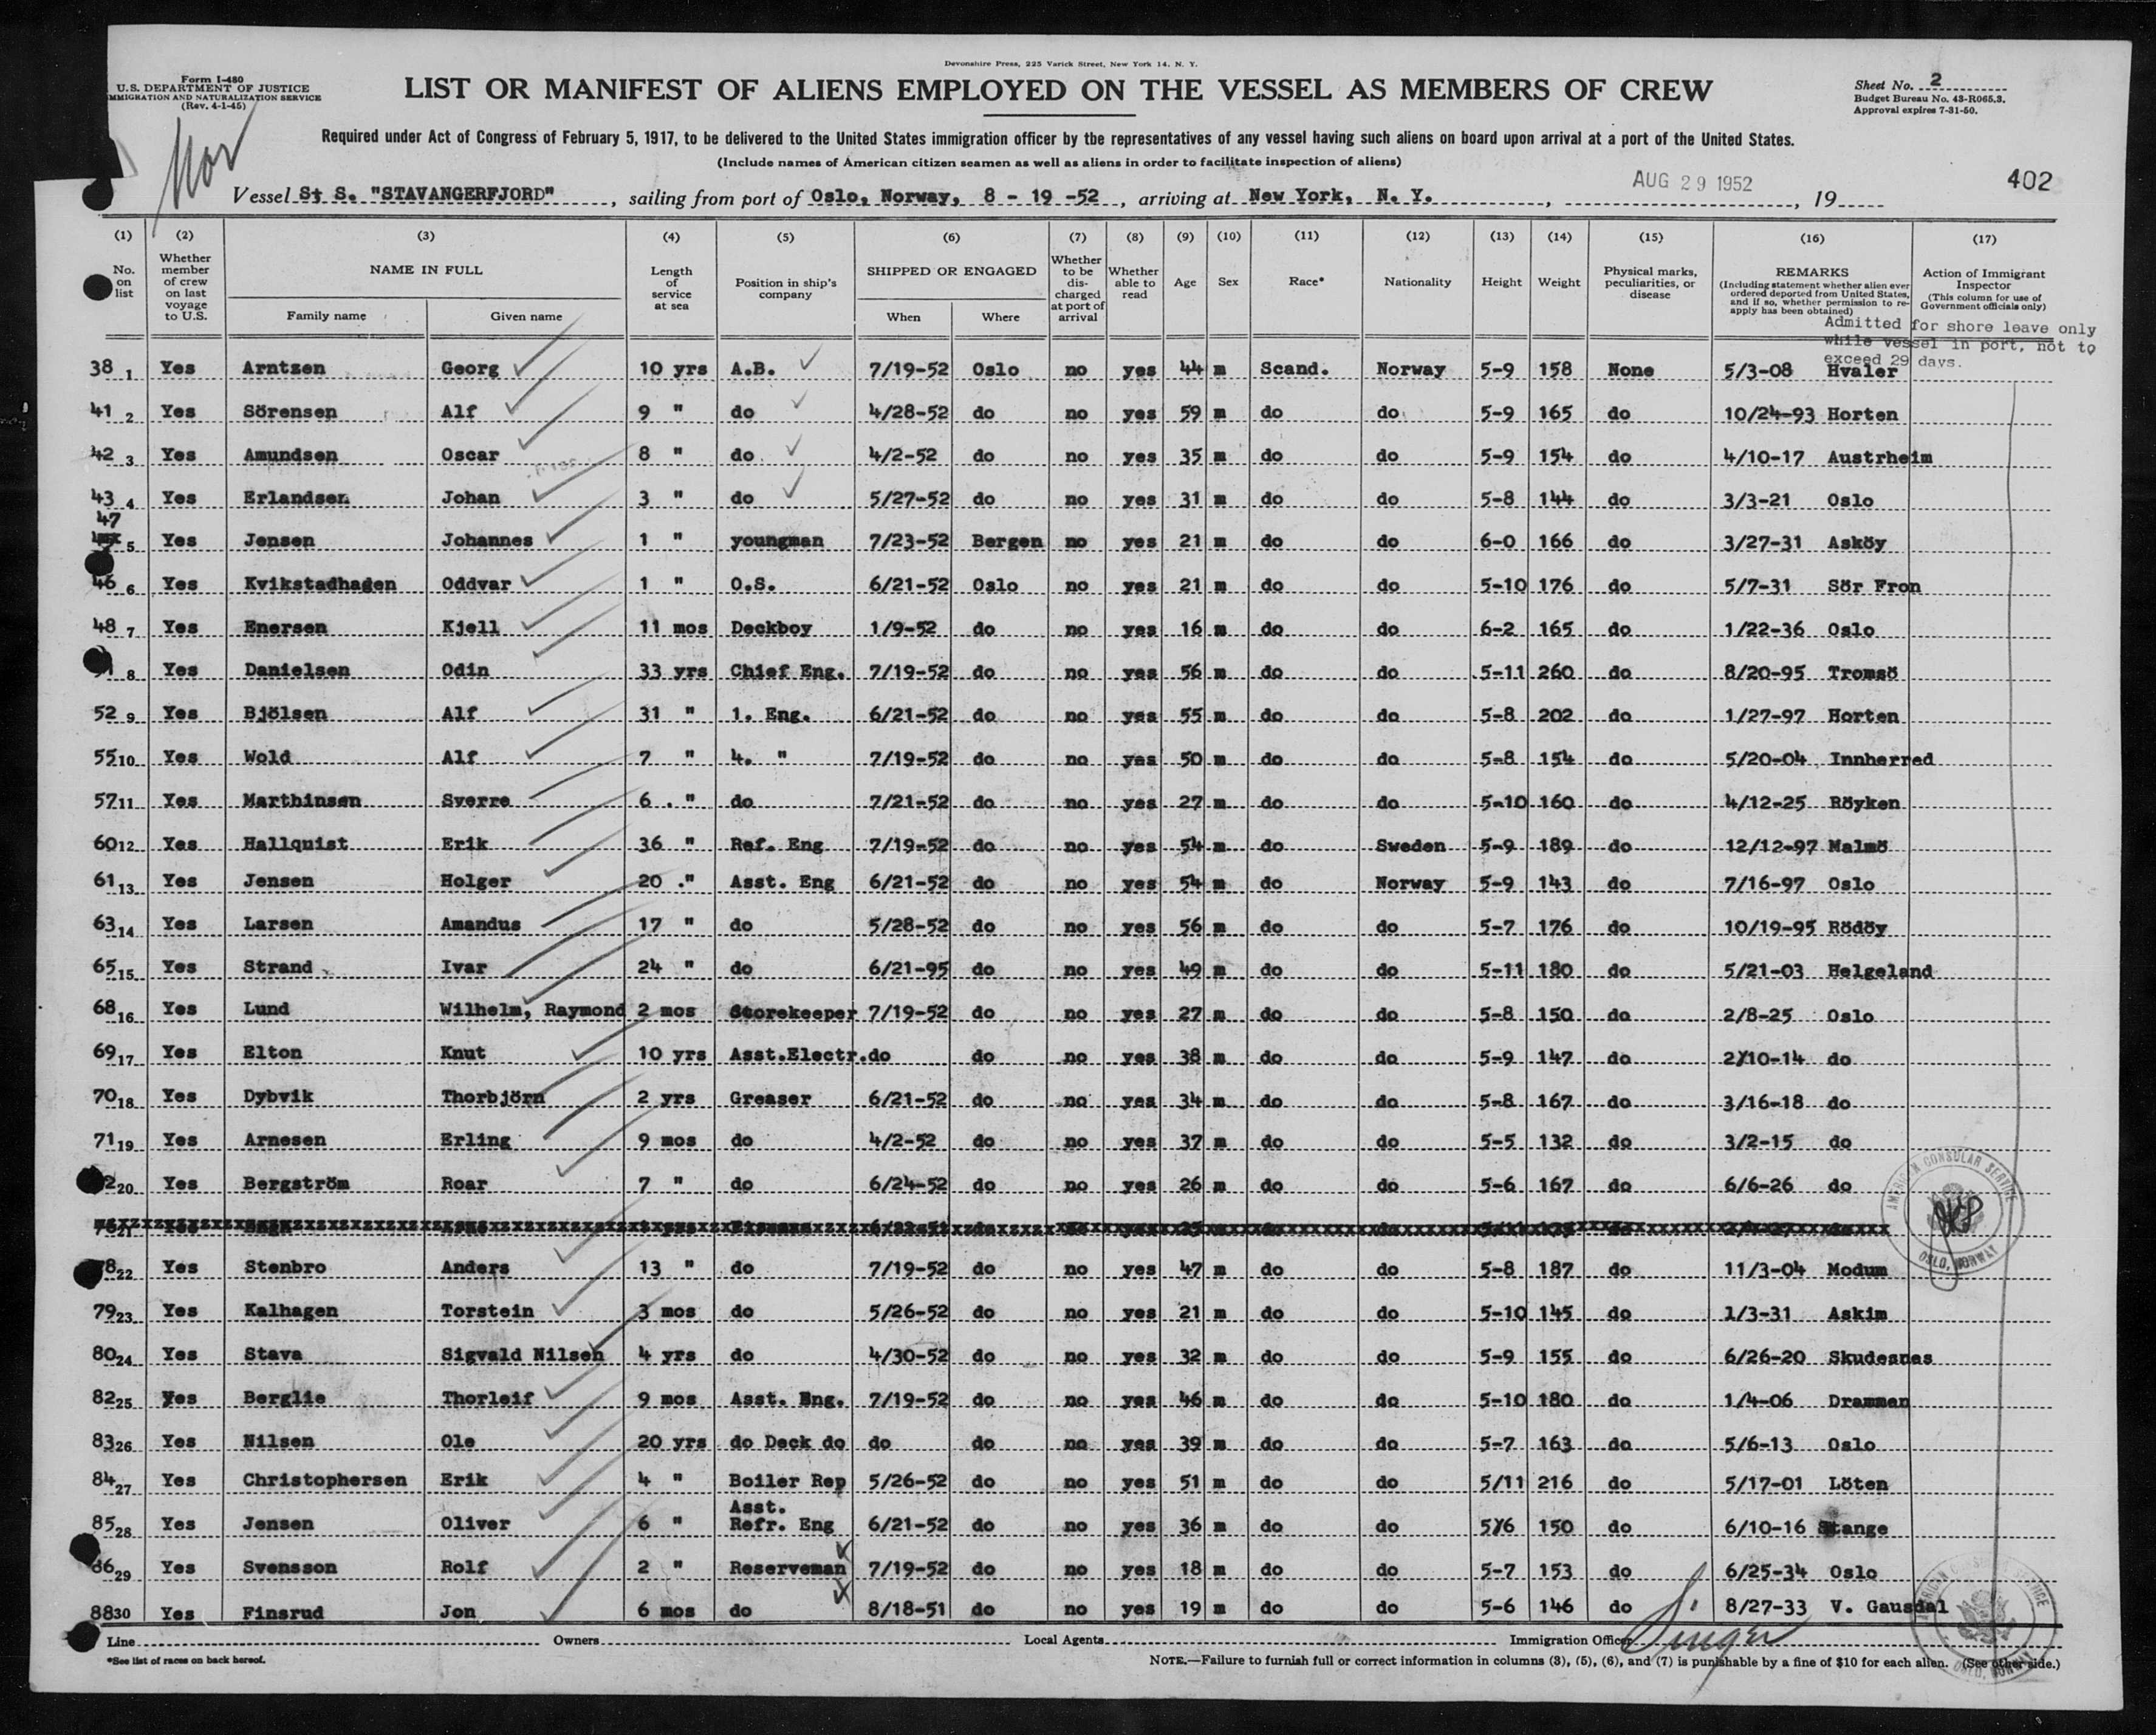 Devonshire Press, 225 Varick Street, New York 14, N. Y.
Form I-480
U.S. DEPARTMENT OF JUSTICE
IMMIGRATION AND NATURALIZATION SERVICE
(Rev. 4-1-45)
LIST OR MANIFEST OF ALIENS EMPLOYED ON THE VESSEL AS MEMBERS OF CREW
Sheet No. 2
Budget Bureau No. 43-R065.3.
Approval expires 7-31-50.
Required under Act of Congress of February 5, 1917, to be delivered to the United States immigration officer by the representatives of any vessel having such aliens on board upon arrival at a port of the United States.
(Include names of American citizen seamen as well as aliens in order to facilitate inspection of aliens)
Nor
AUG 29 1952
402
Vessel St S. "STAVANGERFJORD", sailing from port of Oslo, Norway, 8 - 19 -52, arriving at New York, N. Y., 19
(1) (2) (3) (4) (5) (6) (7) (8) (9) (10) (11) (12) (13) (14) (15) (16) (17)
No. on list Whether member of crew on last voyage to U.S. NAME IN FULL Family name Given name Length of service at sea Position in ship's company SHIPPED OR ENGAGED When Where Whether to be discharged at port of arrival Whether able to read Age Sex Race* Nationality Height Weight Physical marks, peculiarities, or disease REMARKS (Including statement whether alien ever ordered deported from United States, and if so, whether permission to re-apply has been obtained) Action of Immigrant Inspector (This column for use of Government officials only)
Admitted for shore leave only
while vessel in port, not to
exceed 29 days.
38 1 Yes Arntzen Georg 10 yrs A.B. 7/19-52 Oslo no yes 44 m Scand. Norway 5-9 158 None 5/3-08 Hvaler
41 2 Yes Sörensen Alf 9 " do 4/28-52 do no yes 59 m do do 5-9 165 do 10/24-93 Horten
42 3 Yes Amundsen Oscar 8 " do 4/2-52 do no yes 35 m do do 5-9 154 do 4/10-17 Austrheim
43 4 Yes Erlandsen Johan 3 " do 5/27-52 do no yes 31 m do do 5-8 144 do 3/3-21 Oslo
47
5 Yes Jensen Johannes 1 " youngman 7/23-52 Bergen no yes 21 m do do 6-0 166 do 3/27-31 Asköy
46 6 Yes Kvikstadhagen Oddvar 1 " O.S. 6/21-52 Oslo no yes 21 m do do 5-10 176 do 5/7-31 Sör Fron
48 7 Yes Enersen Kjell 11 mos Deckboy 1/9-52 do no yes 16 m do do 6-2 165 do 1/22-36 Oslo
8 Yes Danielsen Odin 33 yrs Chief Eng. 7/19-52 do no yes 56 m do do 5-11 260 do 8/20-95 Tromsö
52 9 Yes Bjölsen Alf 31 " 1. Eng. 6/21-52 do no yes 55 m do do 5-8 202 do 1/27-97 Horten
55 10 Yes Wold Alf 7 " 4. " 7/19-52 do no yes 50 m do do 5-8 154 do 5/20-04 Innherred
57 11 Yes Marthinsen Sverre 6 . " do 7/21-52 do no yes 27 m do do 5-10 160 do 4/12-25 Röyken
60 12 Yes Hallquist Erik 36 " Ref. Eng 7/19-52 do no yes 54 m do Sweden 5-9 189 do 12/12-97 Malmö
61 13 Yes Jensen Holger 20 ." Asst. Eng 6/21-52 do no yes 54 m do Norway 5-9 143 do 7/16-97 Oslo
63 14 Yes Larsen Amandus 17 " do 5/28-52 do no yes 56 m do do 5-7 176 do 10/19-95 Rödöy
65 15 Yes Strand Ivar 24 " do 6/21-95 do no yes 49 m do do 5-11 180 do 5/21-03 Helgeland
68 16 Yes Lund Wilhelm, Raymond 2 mos Storekeeper 7/19-52 do no yes 27 m do do 5-8 150 do 2/8-25 Oslo
69 17 Yes Elton Knut 10 yrs Asst.Electr. do do no yes 38 m do do 5-9 147 do 2/10-14 do
70 18 Yes Dybvik Thorbjörn 2 yrs Greaser 6/21-52 do no yes 34 m do do 5-8 167 do 3/16-18 do
71 19 Yes Arnesen Erling 9 mos do 4/2-52 do no yes 37 m do do 5-5 132 do 3/2-15 do
20 Yes Bergström Roar 7 " do 6/24-52 do no yes 26 m do do 5-6 167 do 6/6-26 do
22 Yes Stenbro Anders 13 " do 7/19-52 do no yes 47 m do do 5-8 187 do 11/3-04 Modum
79 23 Yes Kalhagen Torstein 3 mos do 5/26-52 do no yes 21 m do do 5-10 145 do 1/3-31 Askim
80 24 Yes Stava Sigvald Nilsen 4 yrs do 4/30-52 do no yes 32 m do do 5-9 155 do 6/26-20 Skudesnes
82 25 Yes Berglie Thorleif 9 mos Asst. Eng. 7/19-52 do no yes 46 m do do 5-10 180 do 1/4-06 Drammen
83 26 Yes Nilsen Ole 20 yrs do Deck do do do no yes 39 m do do 5-7 163 do 5/6-13 Oslo
84 27 Yes Christophersen Erik 4 " Boiler Rep 5/26-52 do no yes 51 m do do 5/11 216 do 5/17-01 Löten
Asst.
85 28 Yes Jensen Oliver 6 " Refr. Eng 6/21-52 do no yes 36 m do do 5/6 150 do 6/10-16 Stange
86 29 Yes Svensson Rolf 2 " Reserveman 7/19-52 do no yes 18 m do do 5-7 153 do 6/25-34 Oslo
88 30 Yes Finsrud Jon 6 mos do 8/18-51 do no yes 19 m do do 5-6 146 do 8/27-33 V. Gausdal
AMERICAN CONSULAR SERVICE
OSLO, NORWAY
Line Owners Local Agents Immigration Officer Singer
*See list of races on back hereof.
NOTE.—Failure to furnish full or correct information in columns (3), (5), (6), and (7) is punishable by a fine of $10 for each alien. (See other side.)